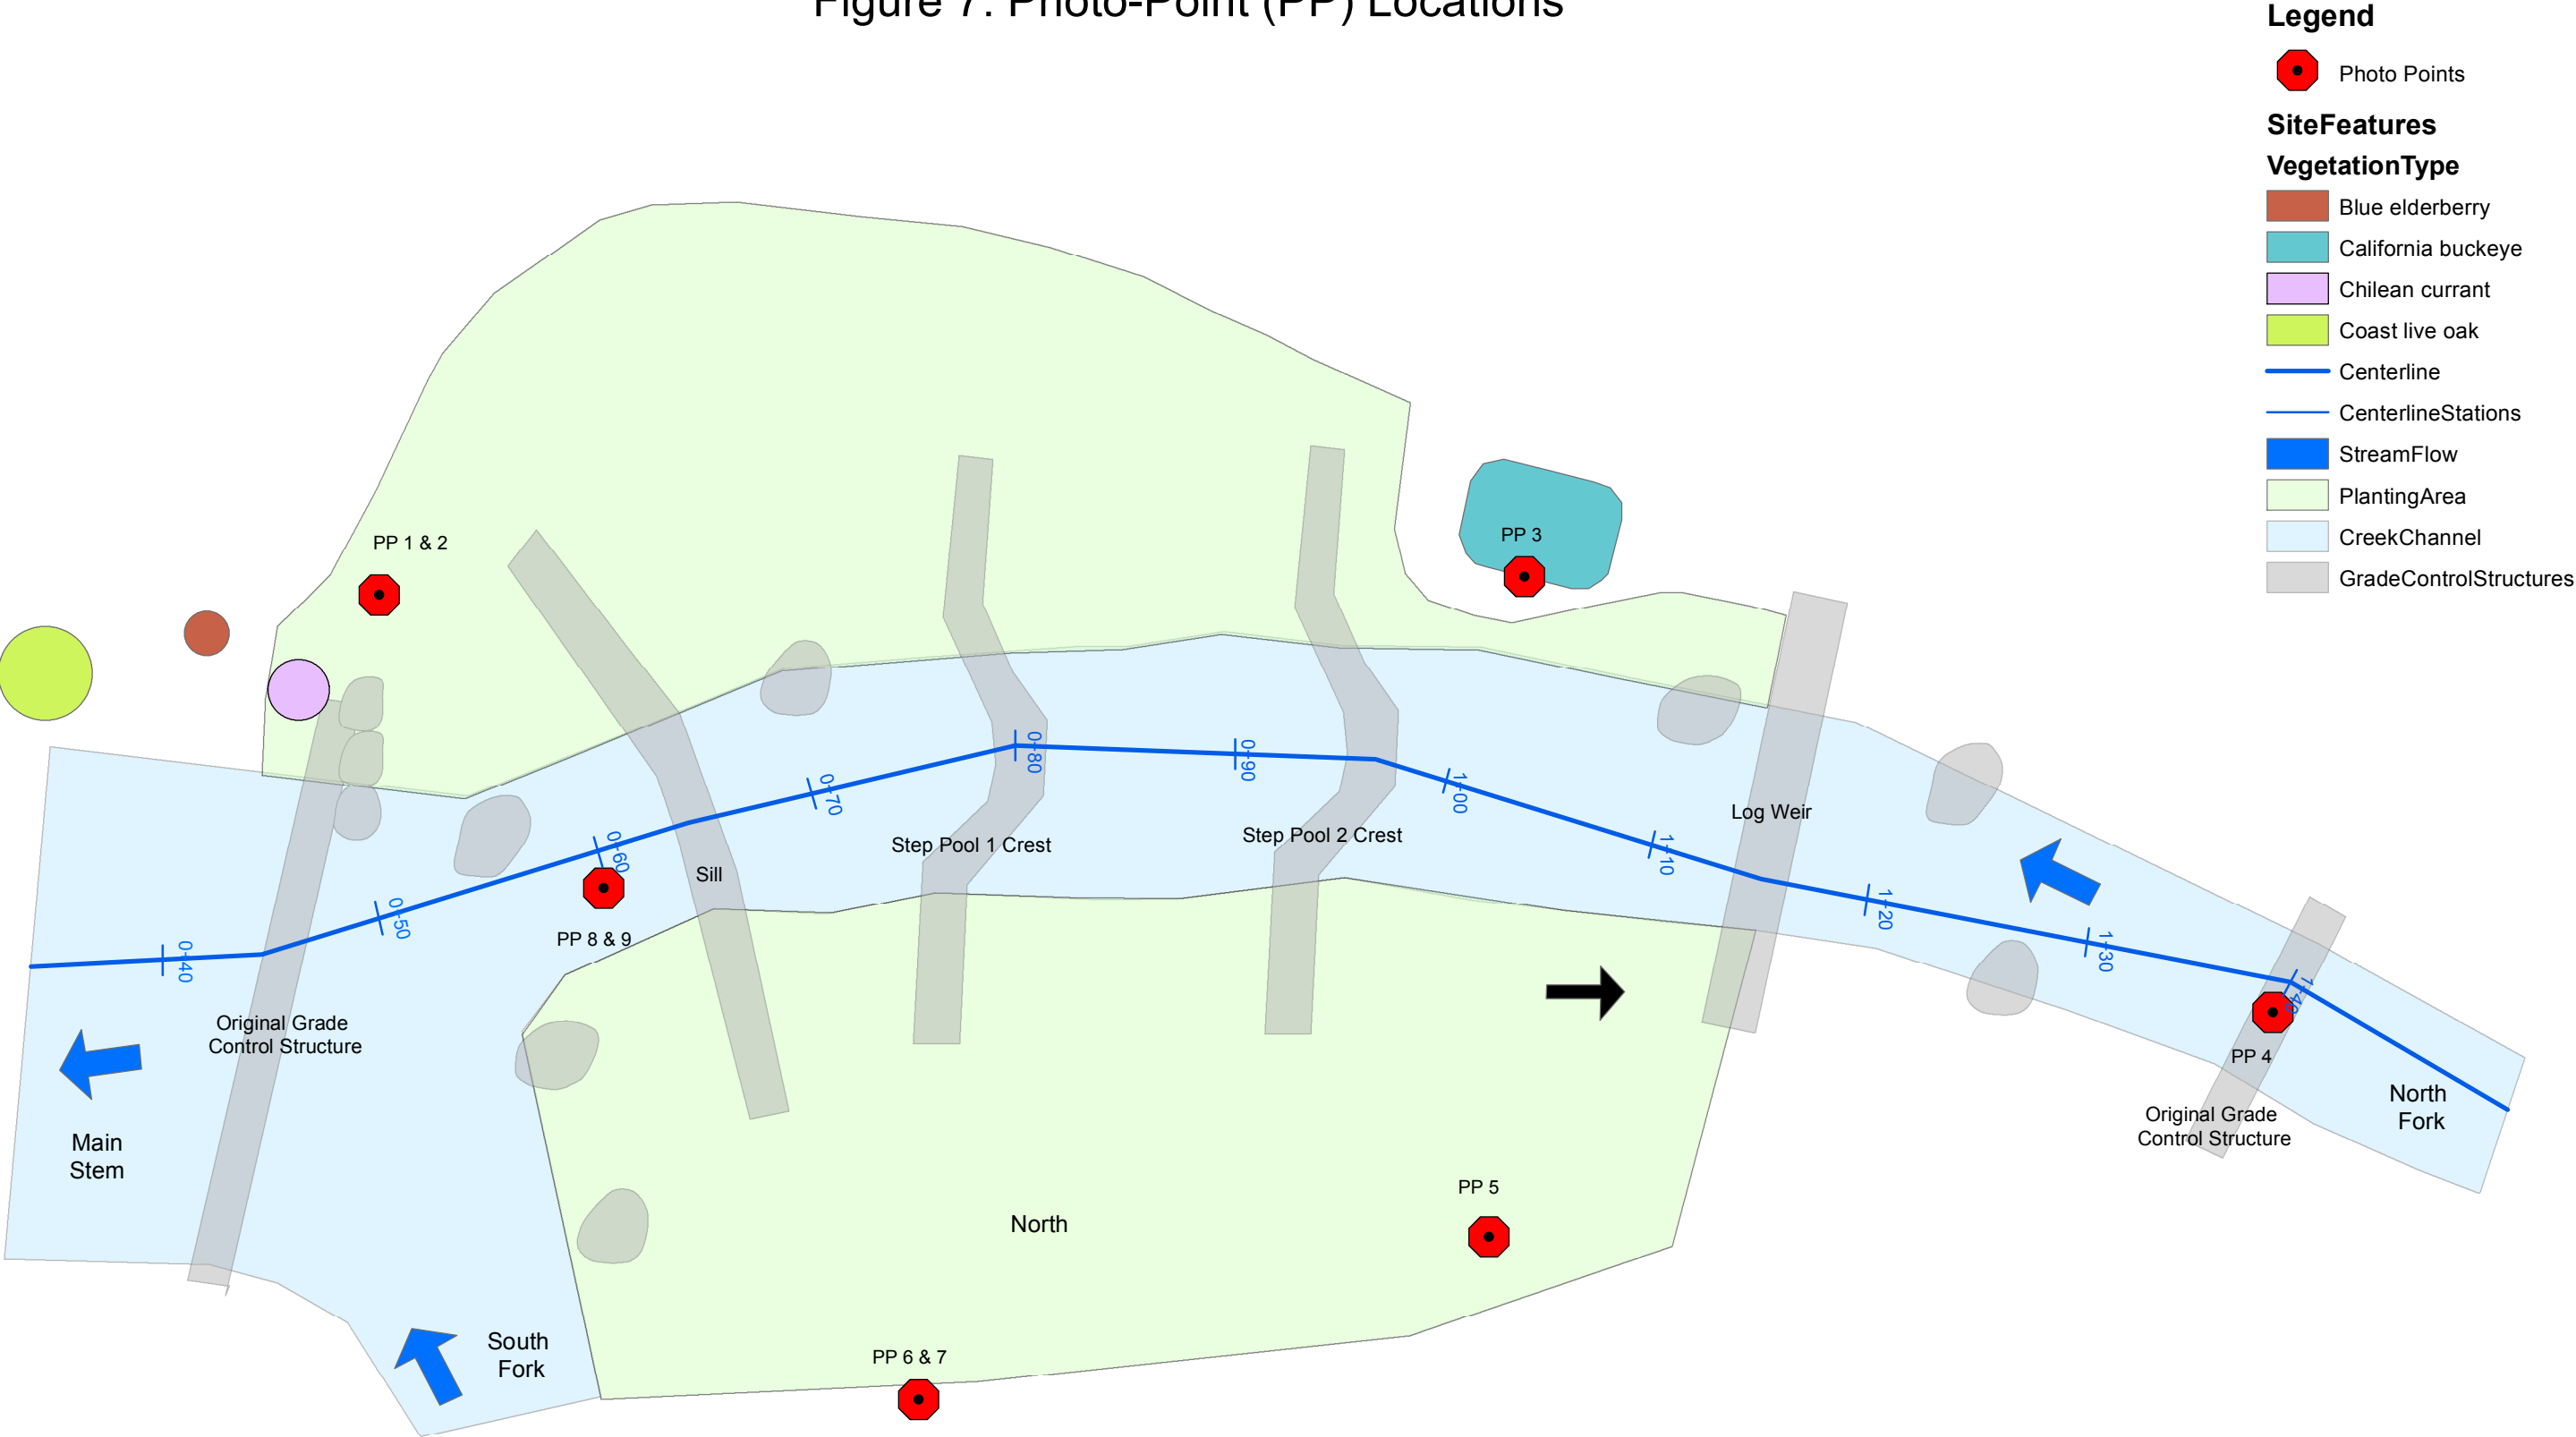 Figure 7. Photo-Point (PP) Locations
Legend
Photo Points
SiteFeatures
VegetationType
Blue elderberry
California buckeye
Chilean currant
Coast live oak
Centerline
CenterlineStations
StreamFlow
PlantingArea
CreekChannel
GradeControlStructures
PP 1 & 2
PP 3
0+80
0+90
0+70
1+00
Log Weir
Step Pool 2 Crest
Step Pool 1 Crest
0+60
1+10
Sill
0+50
1+20
PP 8 & 9
0+40
1+30
1+40
Original Grade
Control Structure
PP 4
North
Fork
Original Grade
Control Structure
Main
Stem
PP 5
North
South
Fork
PP 6 & 7